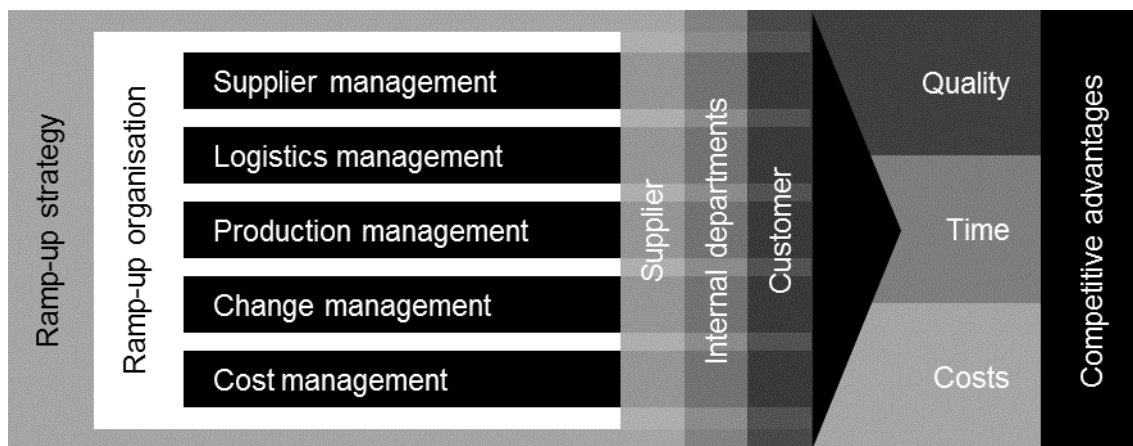 Ramp-up strategy
Ramp-up organisation
Supplier management
Logistics management
Production management
Change management
Cost management
Supplier
Internal departments
Customer
Quality
Time
Costs
Competitive advantages